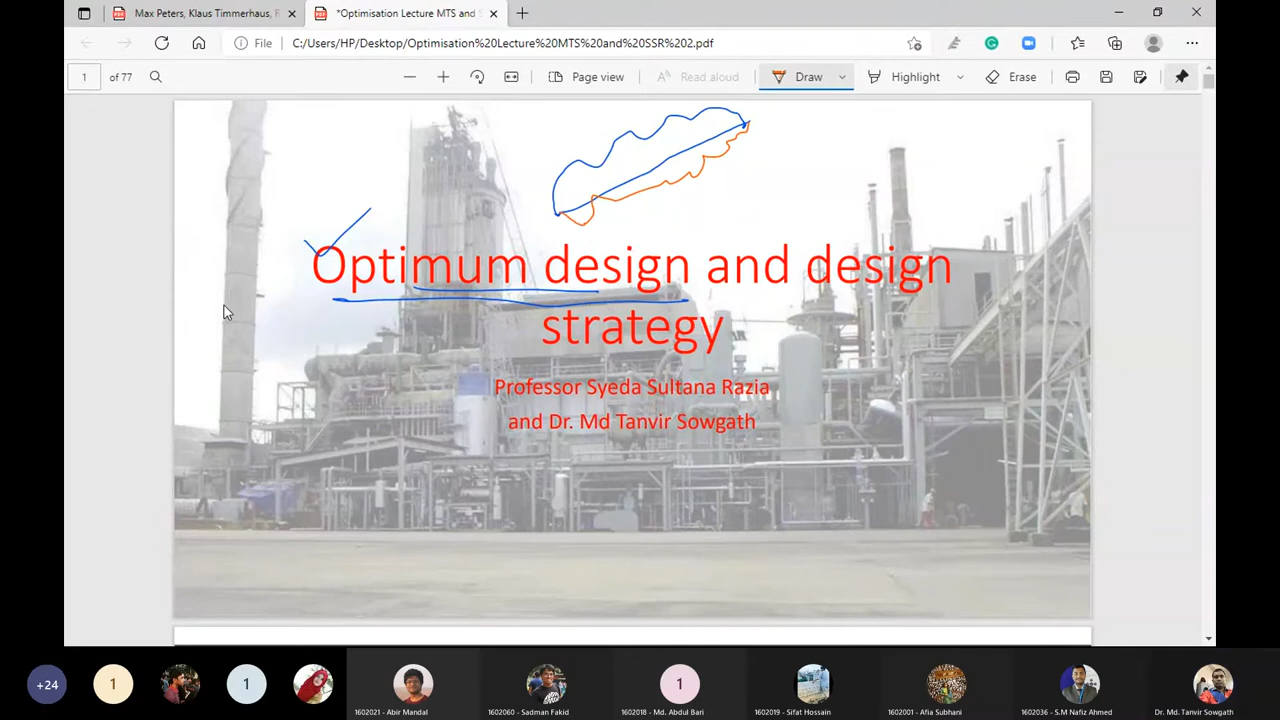 Max Peters, Klaus Timmerhaus, R
*Optimisation Lecture MTS and S
File
C:/Users/HP/Desktop/Optimisation%20Lecture%20MTS%20and%20SSR%202.pdf
1
of 77
Page view
Read aloud
Draw
Highlight
Erase
Optimum design and design
strategy
Professor Syeda Sultana Razia
and Dr. Md Tanvir Sowgath
+24
1
1
1
1602021 - Abir Mandal
1602060 - Sadman Fakid
1602018 - Md. Abdul Bari
1602019 - Sifat Hossain
1602001 - Afia Subhani
1602036 - S.M Nafiz Ahmed
Dr. Md. Tanvir Sowgath